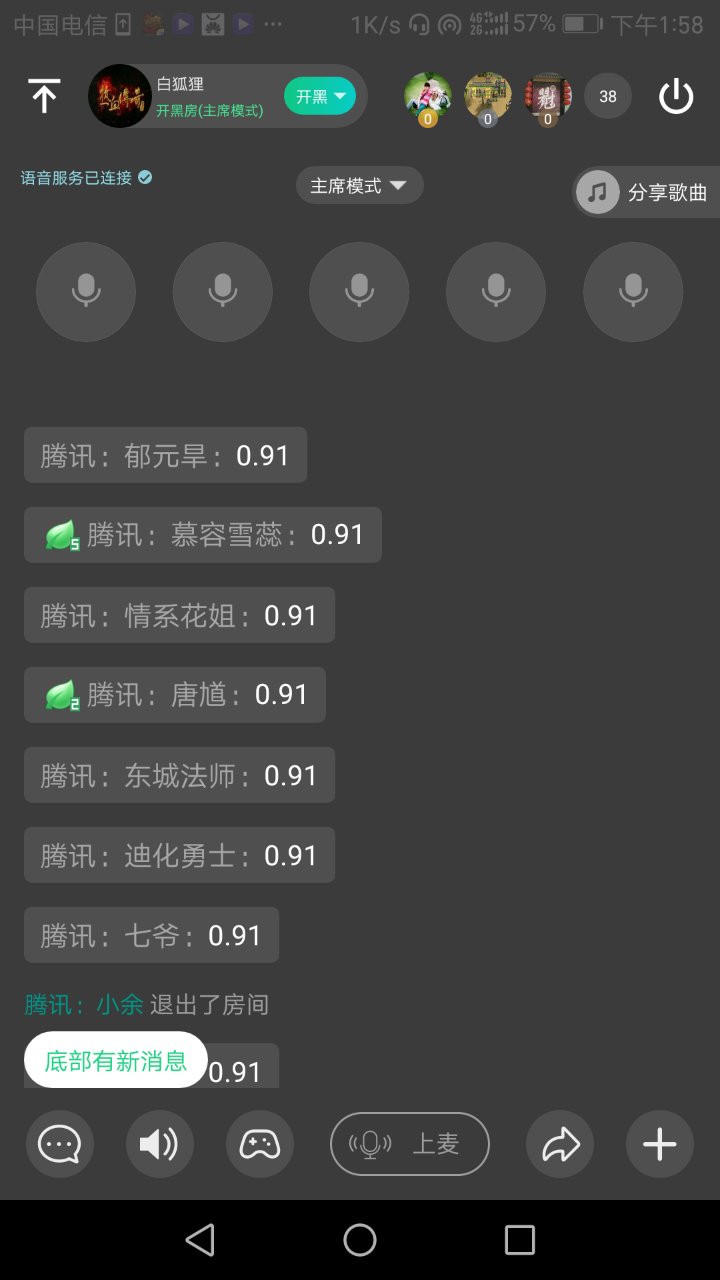 中国电信 1K/s 4G 2G 57% 下午1:58
白狐狸
开黑房(主席模式)
开黑
0 0 0 38
语音服务已连接
主席模式
分享歌曲
腾讯：郁元旱：0.91
5 腾讯：慕容雪蕊：0.91
腾讯：情系花姐：0.91
2 腾讯：唐馗：0.91
腾讯：东城法师：0.91
腾讯：迪化勇士：0.91
腾讯：七爷：0.91
腾讯：小余 退出了房间
0.91
底部有新消息
上麦